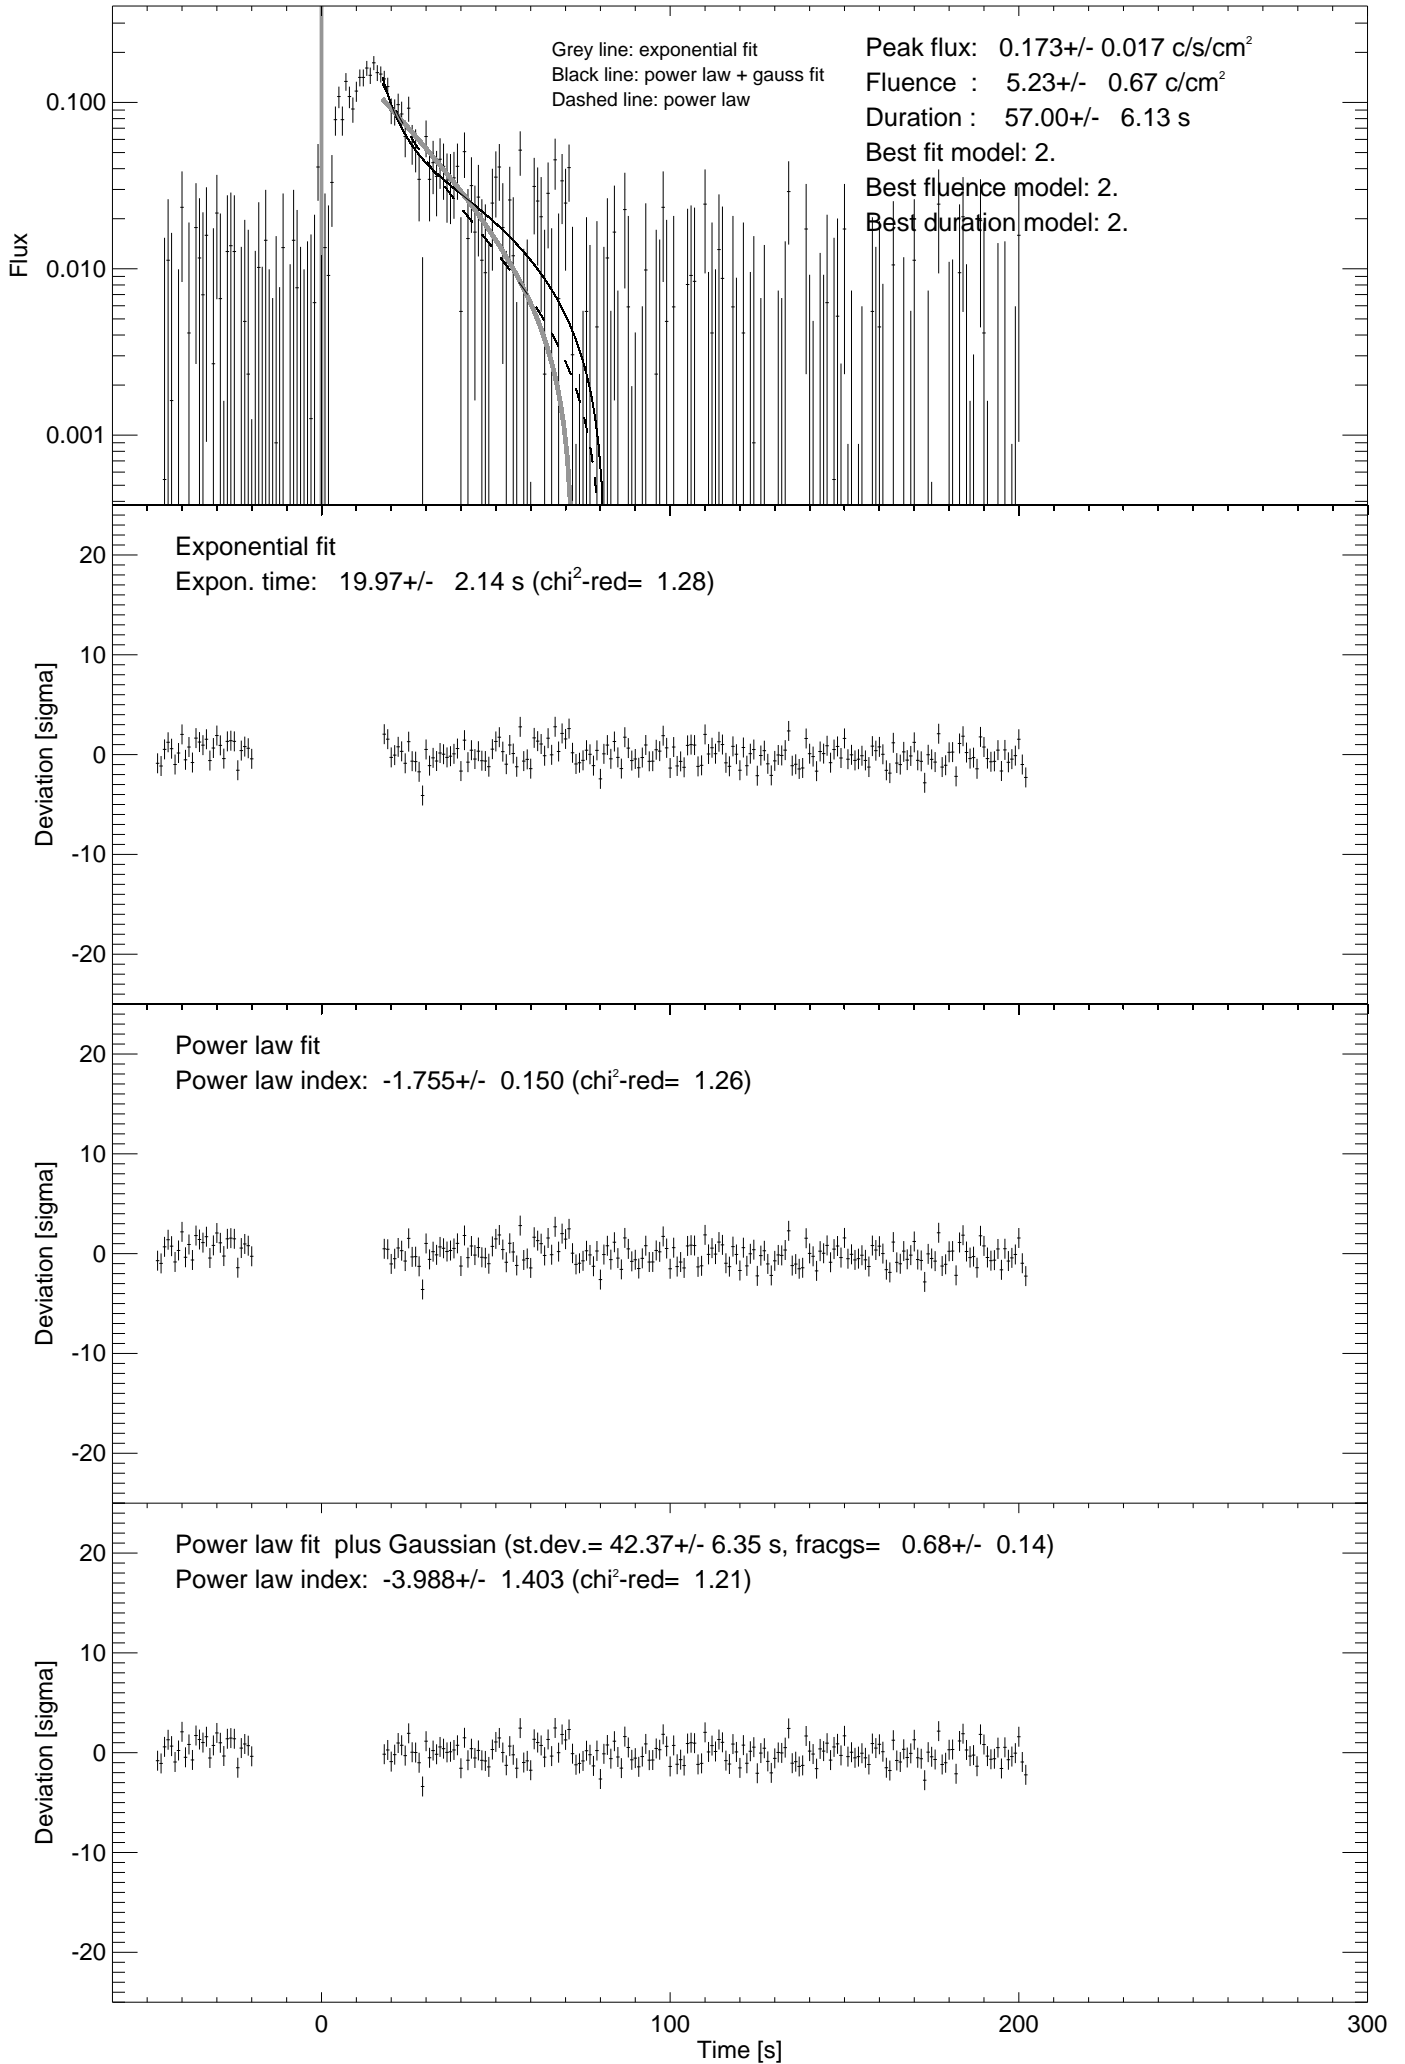 Grey line: exponential fit
Black line: power law + gauss fit
Dashed line: power law
Peak flux: 0.173+/- 0.017 c/s/cm²
Fluence : 5.23+/- 0.67 c/cm²
Duration : 57.00+/- 6.13 s
Best fit model: 2.
Best fluence model: 2.
Best duration model: 2.
0.100
0.010
0.001
Flux
Exponential fit
Expon. time: 19.97+/- 2.14 s (chi²-red= 1.28)
20
10
0
-10
-20
Deviation [sigma]
Power law fit
Power law index: -1.755+/- 0.150 (chi²-red= 1.26)
20
10
0
-10
-20
Deviation [sigma]
Power law fit plus Gaussian (st.dev.= 42.37+/- 6.35 s, fracgs= 0.68+/- 0.14)
Power law index: -3.988+/- 1.403 (chi²-red= 1.21)
20
10
0
-10
-20
Deviation [sigma]
0 100 200 300
Time [s]